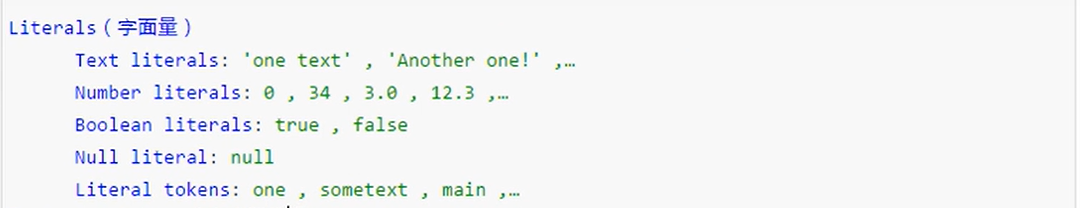 Literals（字面量）
Text literals: 'one text' , 'Another one!' ,…
Number literals: 0 , 34 , 3.0 , 12.3 ,…
Boolean literals: true , false
Null literal: null
Literal tokens: one , sometext , main ,…